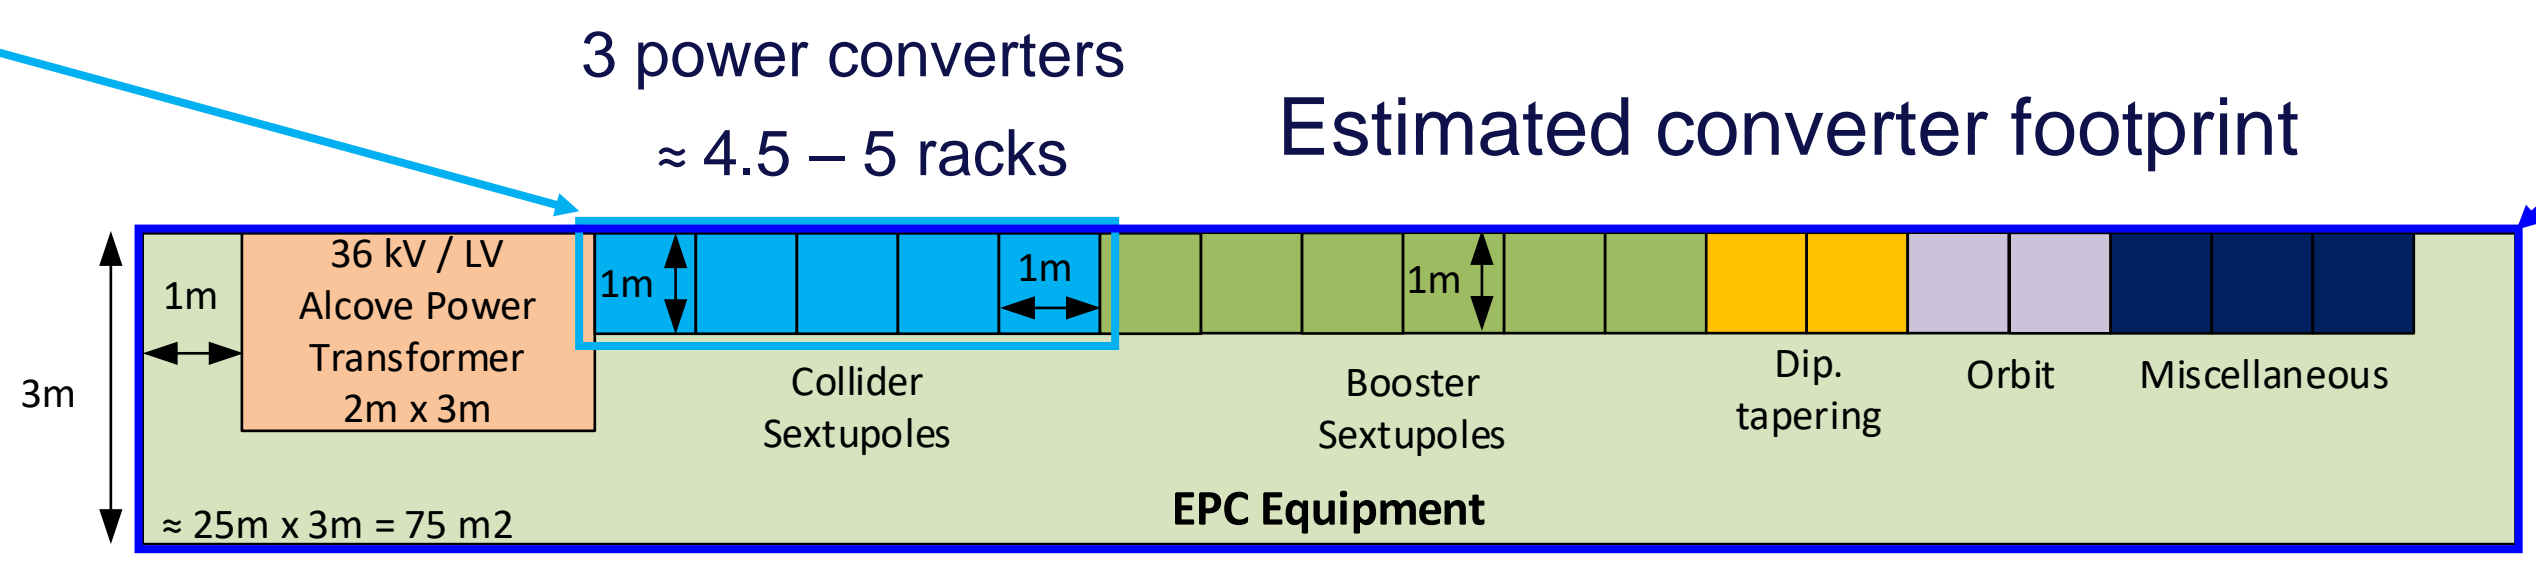 3 power converters
≈ 4.5 – 5 racks
Estimated converter footprint
3m
1m
36 kV / LV
Alcove Power
Transformer
2m x 3m
1m
1m
1m
Collider
Sextupoles
Booster
Sextupoles
Dip.
tapering
Orbit
Miscellaneous
EPC Equipment
≈ 25m x 3m = 75 m2